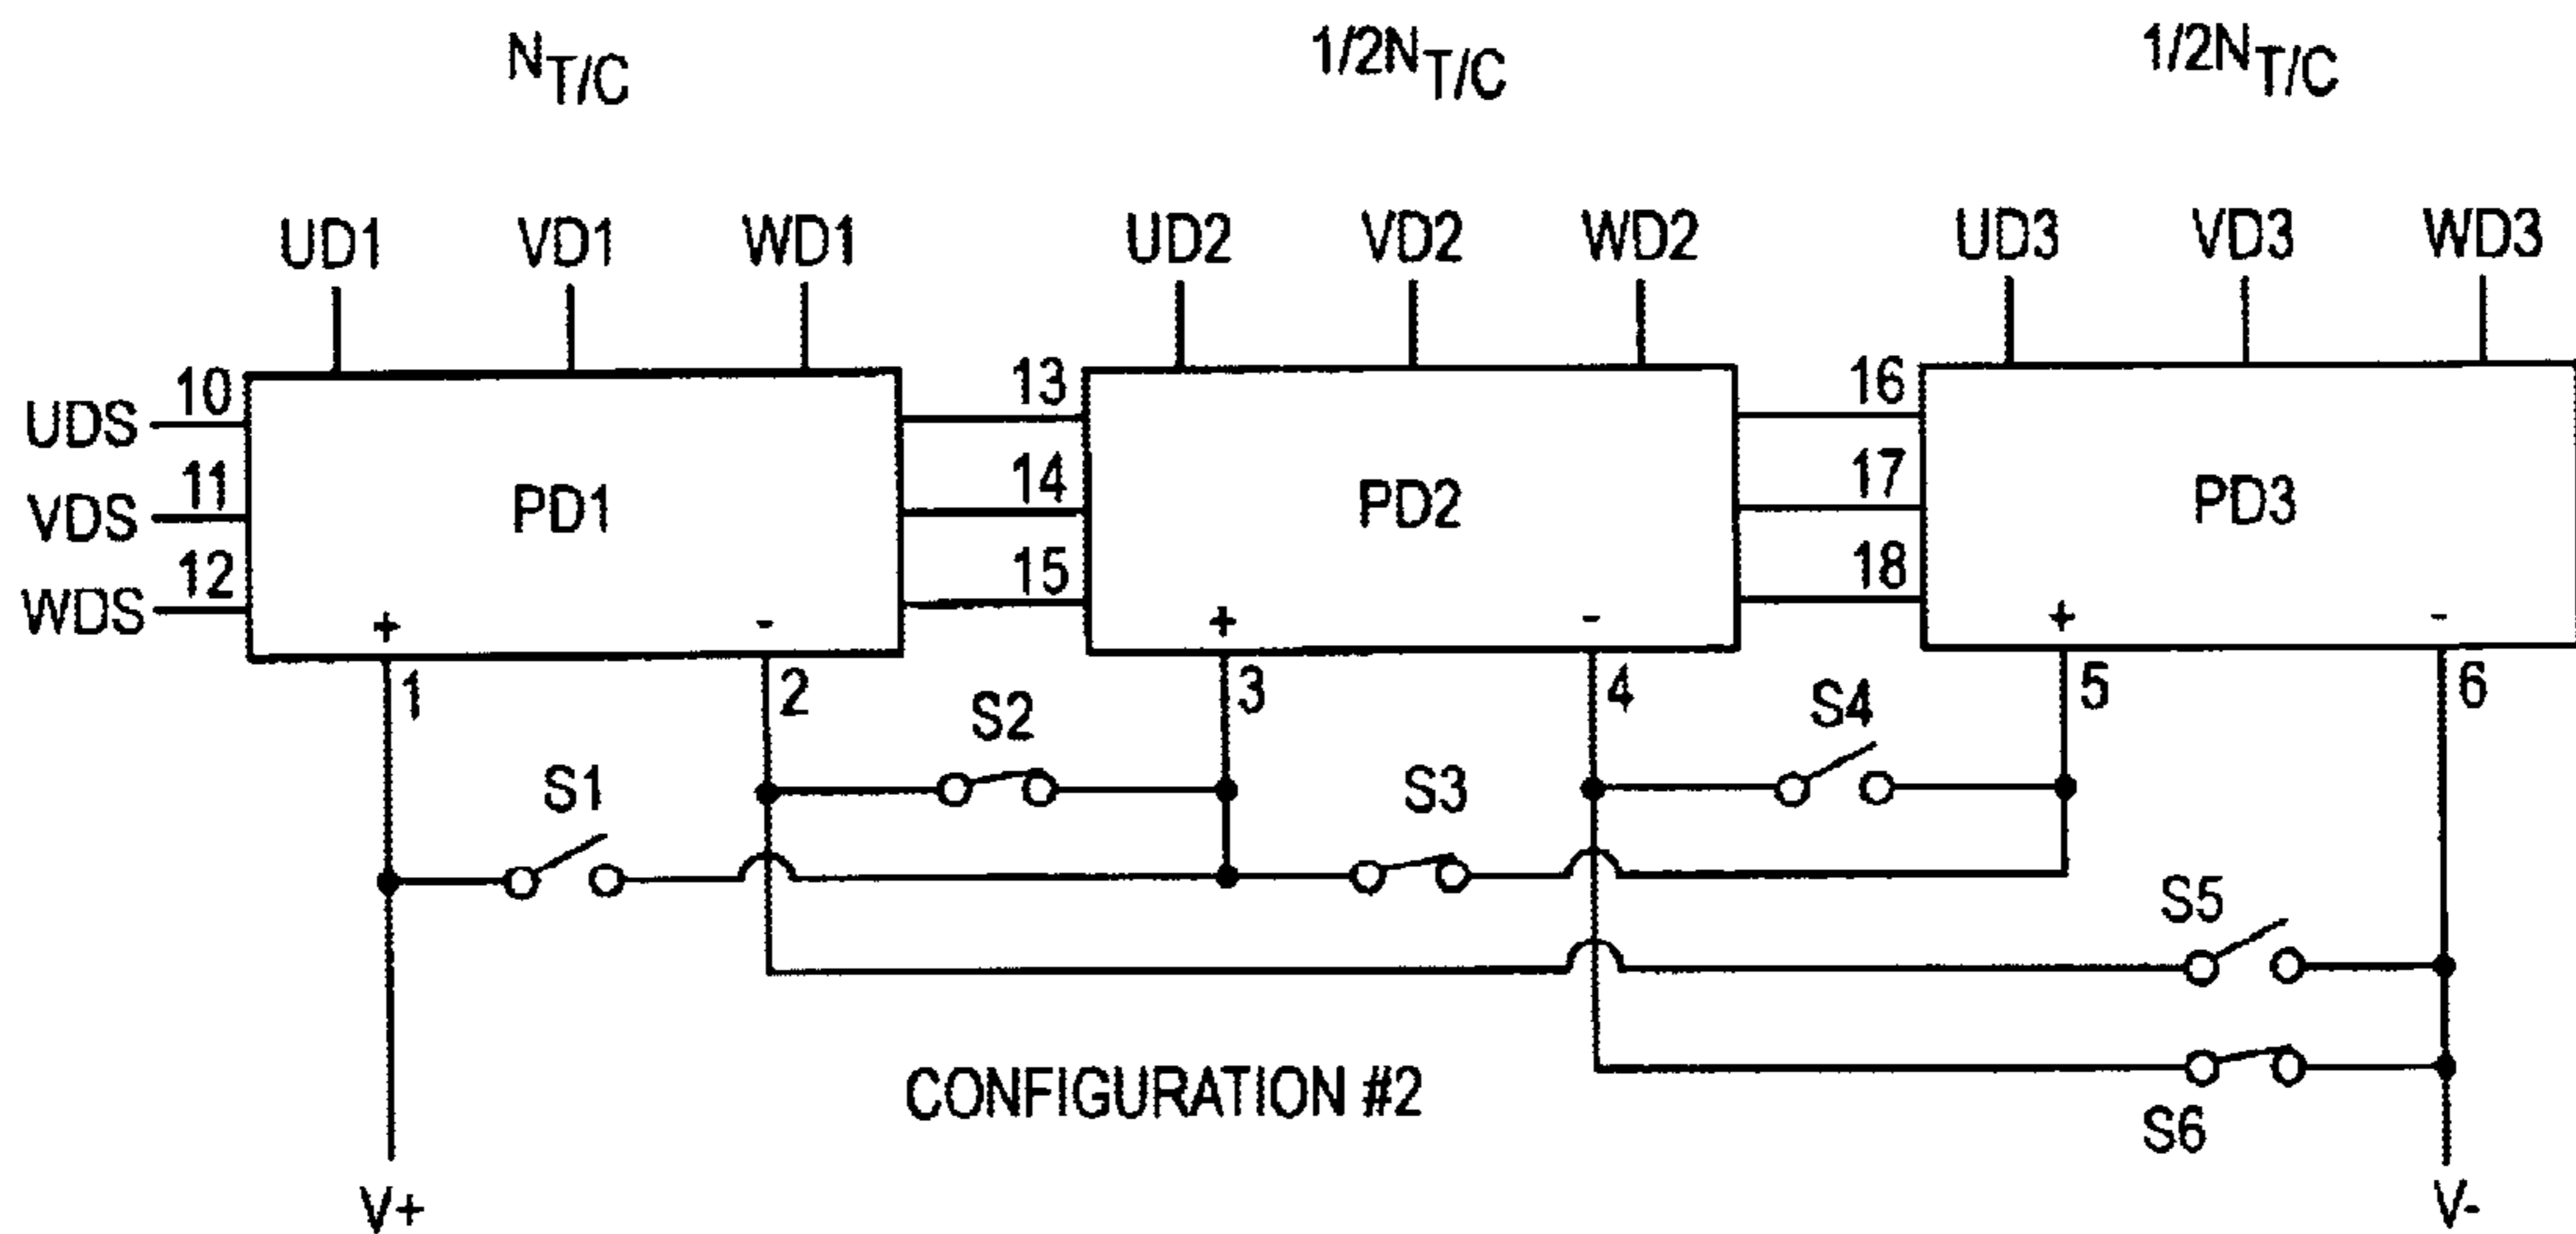 NT/C 1/2NT/C 1/2NT/C
UD1 VD1 WD1 UD2 VD2 WD2 UD3 VD3 WD3
UDS 10 13 16
VDS 11 PD1 14 PD2 17 PD3
WDS 12 15 18
+ - + - + -
1 2 3 4 5 6
S2 S4
S1 S3
S5
CONFIGURATION #2
S6
V+ V-